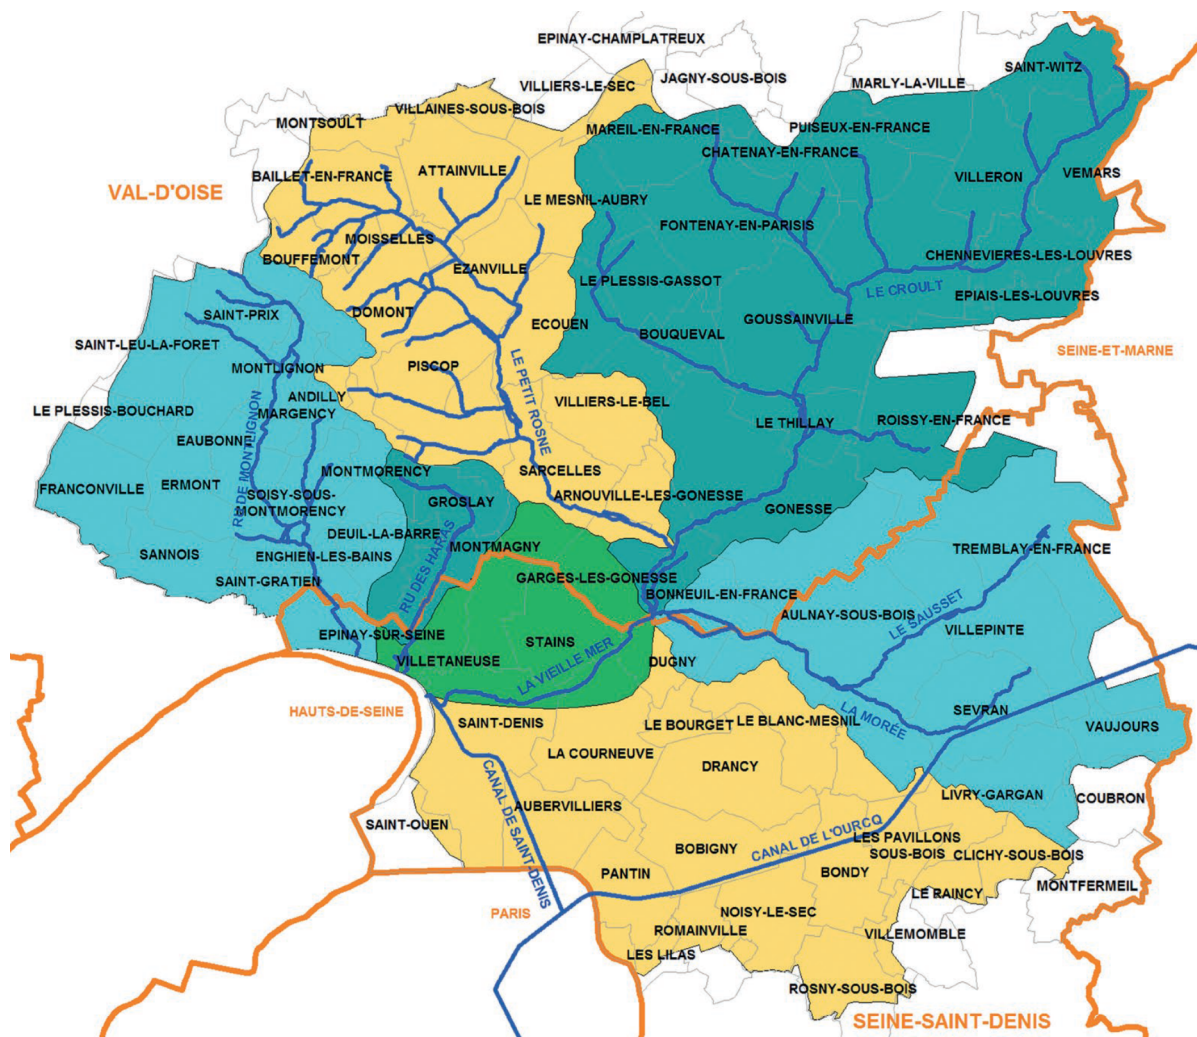 EPINAY-CHAMPLATREUX
VILLIERS-LE-SEC
JAGNY-SOUS-BOIS
SAINT-WITZ
MARLY-LA-VILLE
VILLAINES-SOUS-BOIS
MONTSOULT
MAREIL-EN-FRANCE
PUISEUX-EN-FRANCE
CHATENAY-EN-FRANCE
VAL-D'OISE
BAILLET-EN-FRANCE
ATTAINVILLE
VILLERON
VEMARS
LE MESNIL-AUBRY
FONTENAY-EN-PARISIS
MOISSELLES
BOUFFEMONT
EZANVILLE
CHENNEVIERES-LES-LOUVRES
LE PLESSIS-GASSOT
LE CROULT
EPIAIS-LES-LOUVRES
SAINT-PRIX
DOMONT
ECOUEN
GOUSSAINVILLE
BOUQUEVAL
SAINT-LEU-LA-FORET
SEINE-ET-MARNE
MONTLIGNON
PISCOP
LE PETIT ROSNE
ANDILLY
VILLIERS-LE-BEL
LE PLESSIS-BOUCHARD
MARGENCY
LE THILLAY
ROISSY-EN-FRANCE
EAUBONNE
RU DE MONTLIGNON
MONTMORENCY
SARCELLES
FRANCONVILLE
ERMONT
SOISY-SOUS-
MONTMORENCY
GROSLAY
ARNOUVILLE-LES-GONESSE
GONESSE
DEUIL-LA-BARRE
SANNOIS
ENGHIEN-LES-BAINS
MONTMAGNY
TREMBLAY-EN-FRANCE
SAINT-GRATIEN
RU DES HARAS
GARGES-LES-GONESSE
BONNEUIL-EN-FRANCE
AULNAY-SOUS-BOIS
LE SAUSSET
VILLEPINTE
EPINAY-SUR-SEINE
STAINS
VILLETANEUSE
LA VIEILLE MER
DUGNY
HAUTS-DE-SEINE
SAINT-DENIS
LE BOURGET
LE BLANC-MESNIL
LA MORÉE
SEVRAN
VAUJOURS
LA COURNEUVE
DRANCY
CANAL DE SAINT-DENIS
AUBERVILLIERS
LIVRY-GARGAN
COUBRON
SAINT-OUEN
BOBIGNY
CANAL DE L'OURCQ
LES PAVILLONS
SOUS-BOIS
CLICHY-SOUS-BOIS
PANTIN
BONDY
LE RAINCY
MONTFERMEIL
PARIS
NOISY-LE-SEC
ROMAINVILLE
VILLEMOMBLE
LES LILAS
ROSNY-SOUS-BOIS
SEINE-SAINT-DENIS